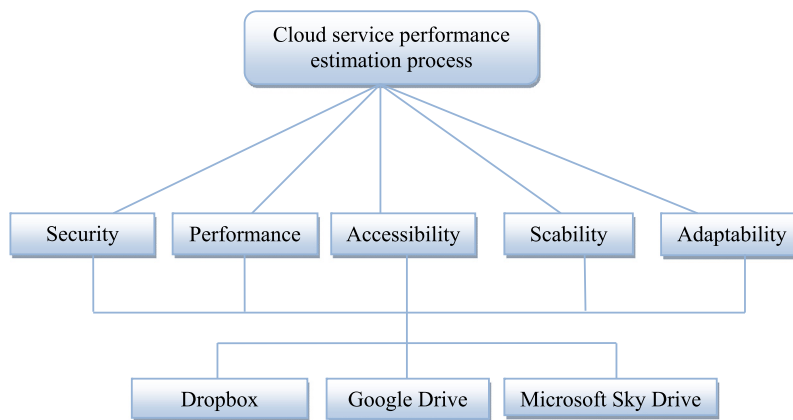 Cloud service performance
estimation process
Security
Performance
Accessibility
Scability
Adaptability
Dropbox
Google Drive
Microsoft Sky Drive